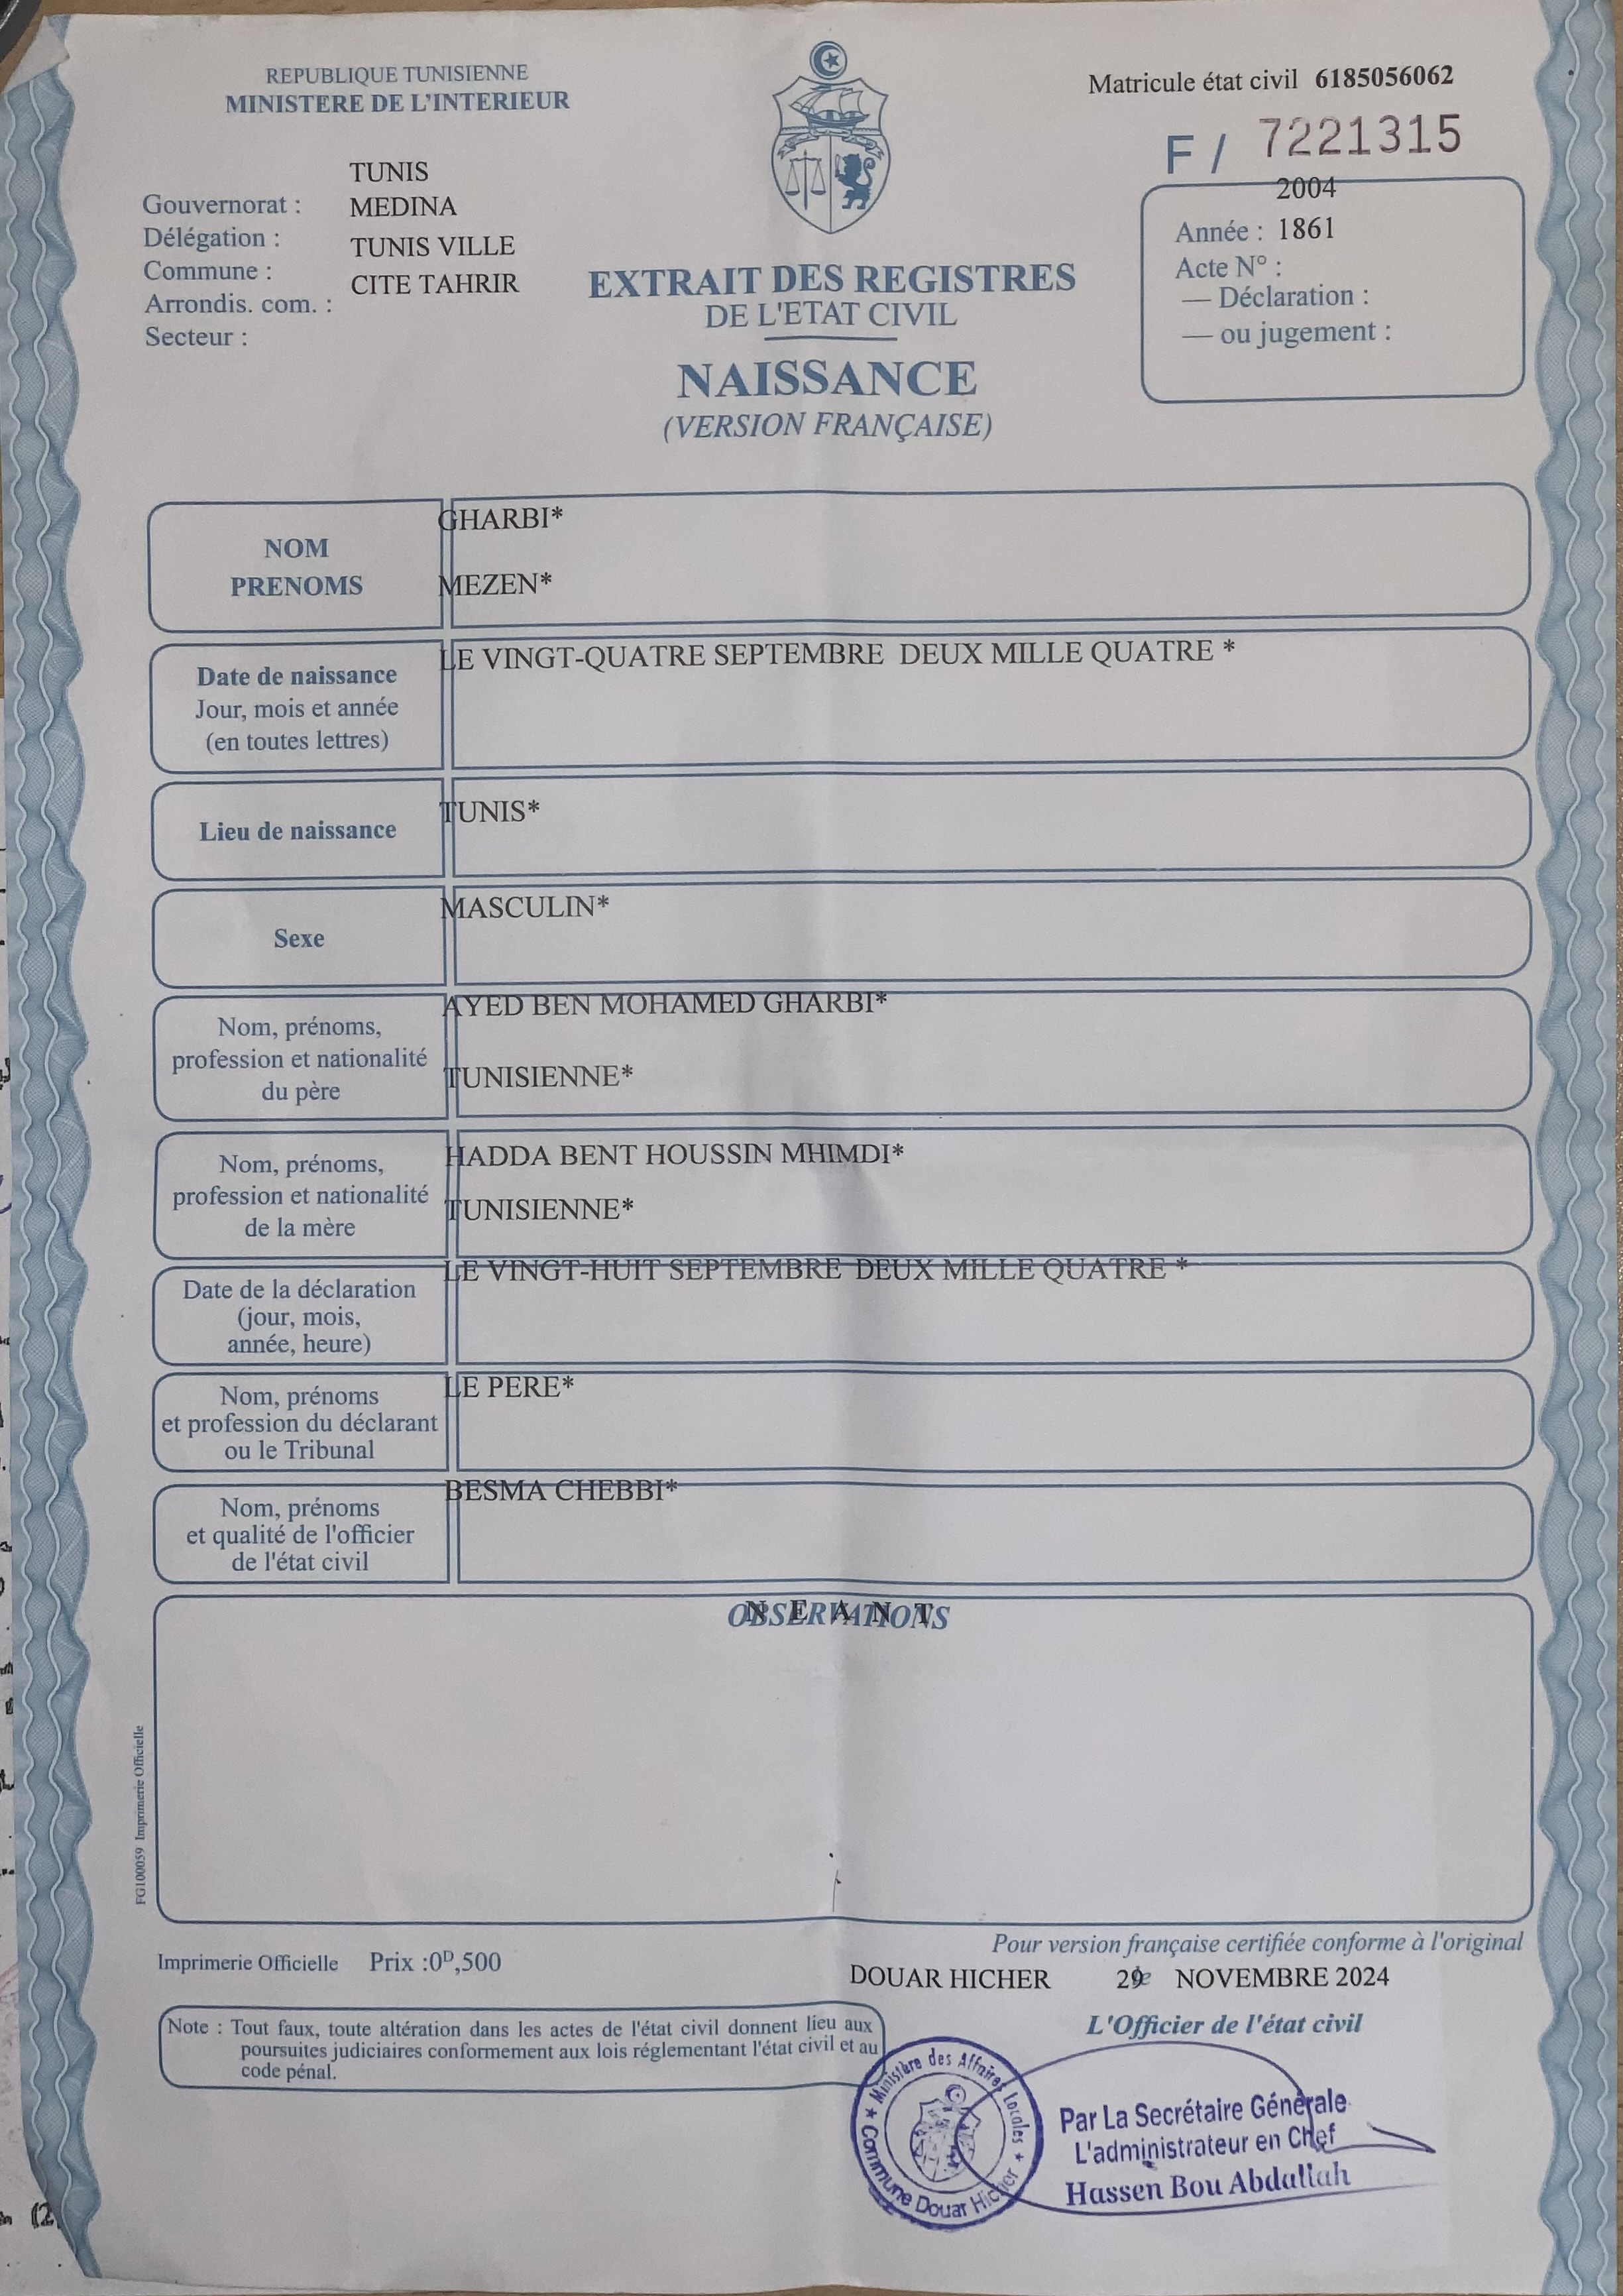 REPUBLIQUE TUNISIENNE
MINISTERE DE L'INTERIEUR
Matricule état civil 6185056062
F / 7221315
TUNIS
Gouvernorat : MEDINA
Délégation : TUNIS VILLE
Commune : CITE TAHRIR
Arrondis. com. :
Secteur :
2004
Année : 1861
Acte N° :
— Déclaration :
— ou jugement :
EXTRAIT DES REGISTRES
DE L'ETAT CIVIL
NAISSANCE
(VERSION FRANÇAISE)
NOM
PRENOMS
GHARBI*
MEZEN*
Date de naissance
Jour, mois et année
(en toutes lettres)
LE VINGT-QUATRE SEPTEMBRE DEUX MILLE QUATRE *
Lieu de naissance
TUNIS*
Sexe
MASCULIN*
Nom, prénoms,
profession et nationalité
du père
AYED BEN MOHAMED GHARBI*
TUNISIENNE*
Nom, prénoms,
profession et nationalité
de la mère
HADDA BENT HOUSSIN MHIMDI*
TUNISIENNE*
Date de la déclaration
(jour, mois,
année, heure)
LE VINGT-HUIT SEPTEMBRE DEUX MILLE QUATRE *
Nom, prénoms
et profession du déclarant
ou le Tribunal
LE PERE*
Nom, prénoms
et qualité de l'officier
de l'état civil
BESMA CHEBBI*
OBSERVATIONS
N E A N T
FG100059 Imprimerie Officielle
Imprimerie Officielle Prix :0D,500
Pour version française certifiée conforme à l'original
DOUAR HICHER le 29 NOVEMBRE 2024
L'Officier de l'état civil
Note : Tout faux, toute altération dans les actes de l'état civil donnent lieu aux
poursuites judiciaires conformement aux lois réglementant l'état civil et au
code pénal.
Ministère des Affaires Locales
Commune Douar Hicher
Par La Secrétaire Générale
L'administrateur en Chef
Hassen Bou Abdallah